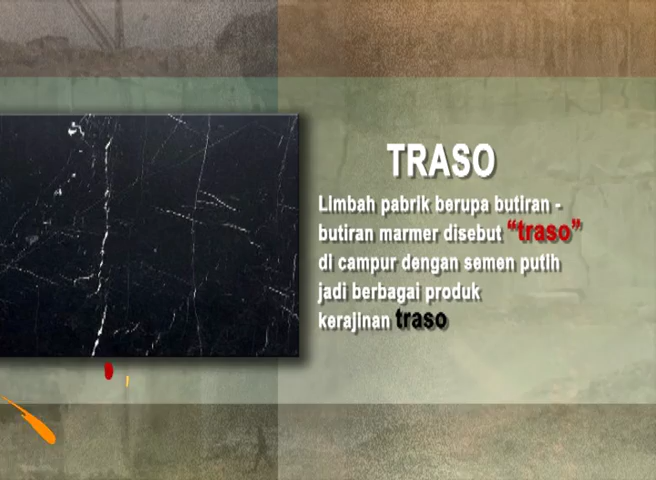 TRASO
Limbah pabrik berupa butiran -
butiran marmer disebut “traso”
di campur dengan semen putih
jadi berbagai produk
kerajinan traso